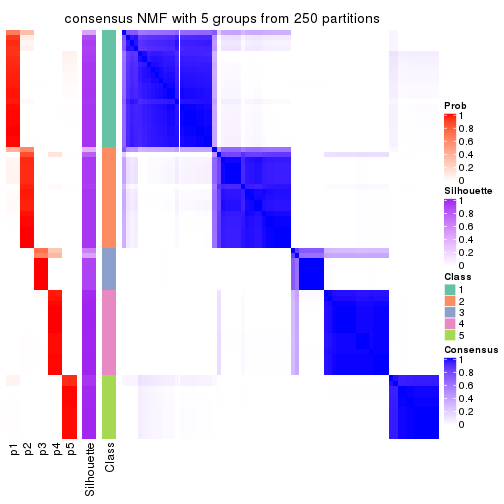 consensus NMF with 5 groups from 250 partitions
Prob
1
0.8
0.6
0.4
0.2
0
Silhouette
1
0.8
0.6
0.4
0.2
0
Class
1
2
3
4
5
Consensus
1
0.8
0.6
0.4
0.2
0
p1
p2
p3
p4
p5
Silhouette
Class